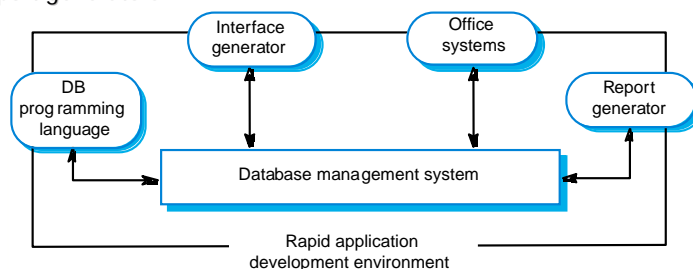 Interface
generator
Office
systems
DB
prog ramming
language
Report
generator
Database management system
Rapid application
development environment